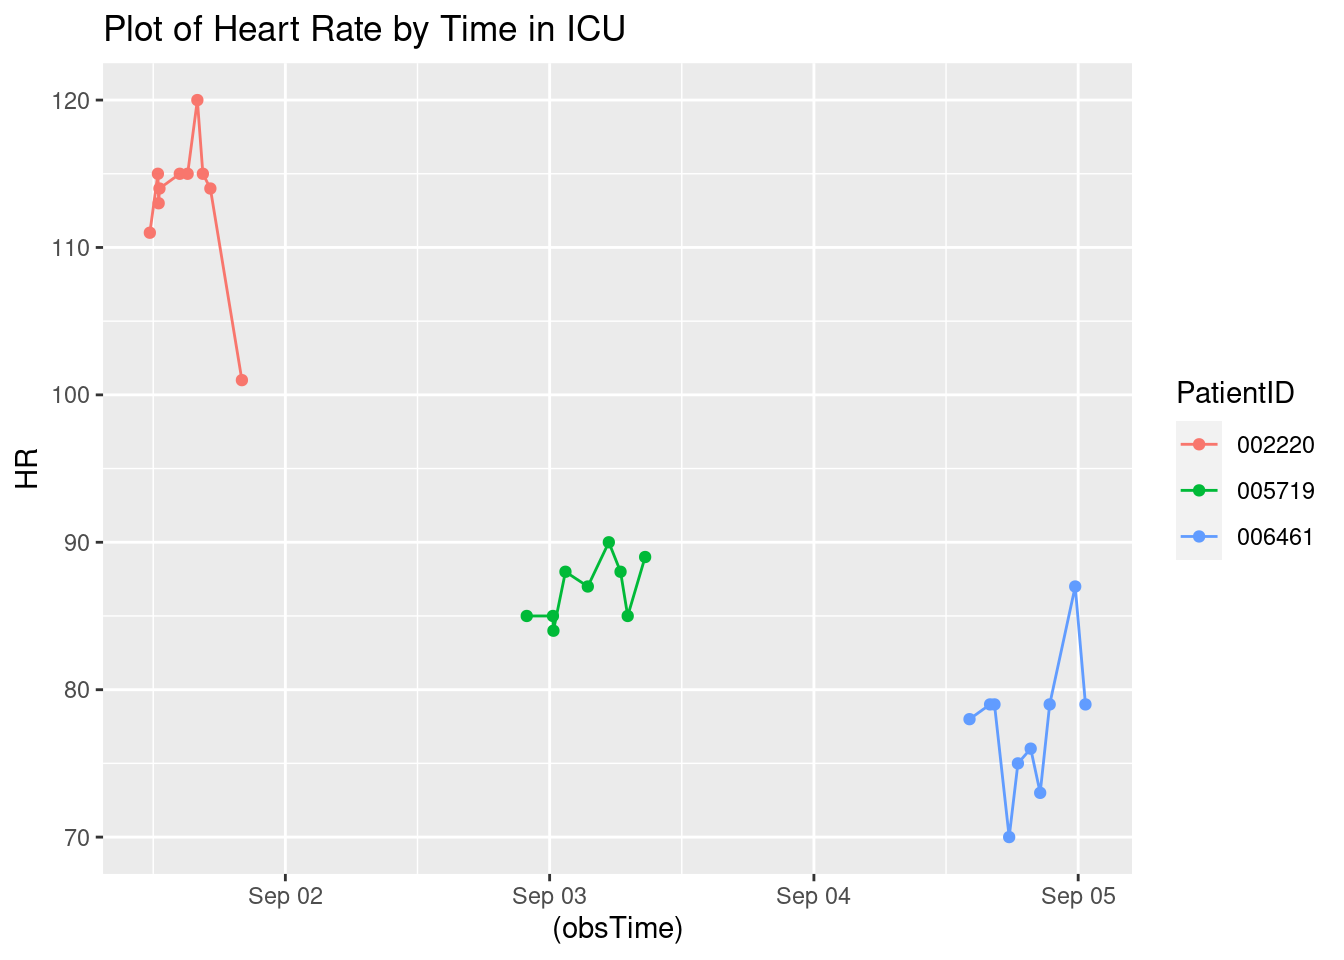 Plot of Heart Rate by Time in ICU
120
110
100
90
80
70
HR
Sep 02
Sep 03
Sep 04
Sep 05
(obsTime)
PatientID
002220
005719
006461